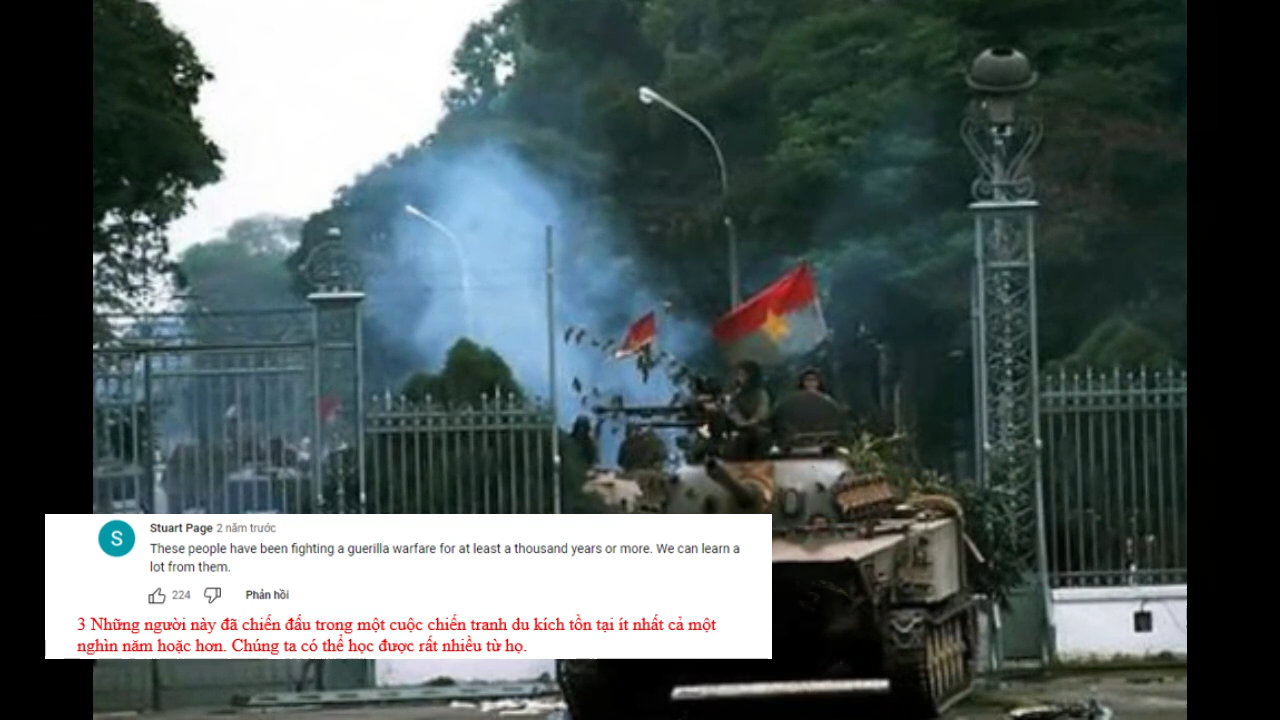 Stuart Page 2 năm trước
These people have been fighting a guerilla warfare for at least a thousand years or more. We can learn a
lot from them.
224 Phản hồi
3 Những người này đã chiến đấu trong một cuộc chiến tranh du kích tồn tại ít nhất cả một
nghìn năm hoặc hơn. Chúng ta có thể học được rất nhiều từ họ.